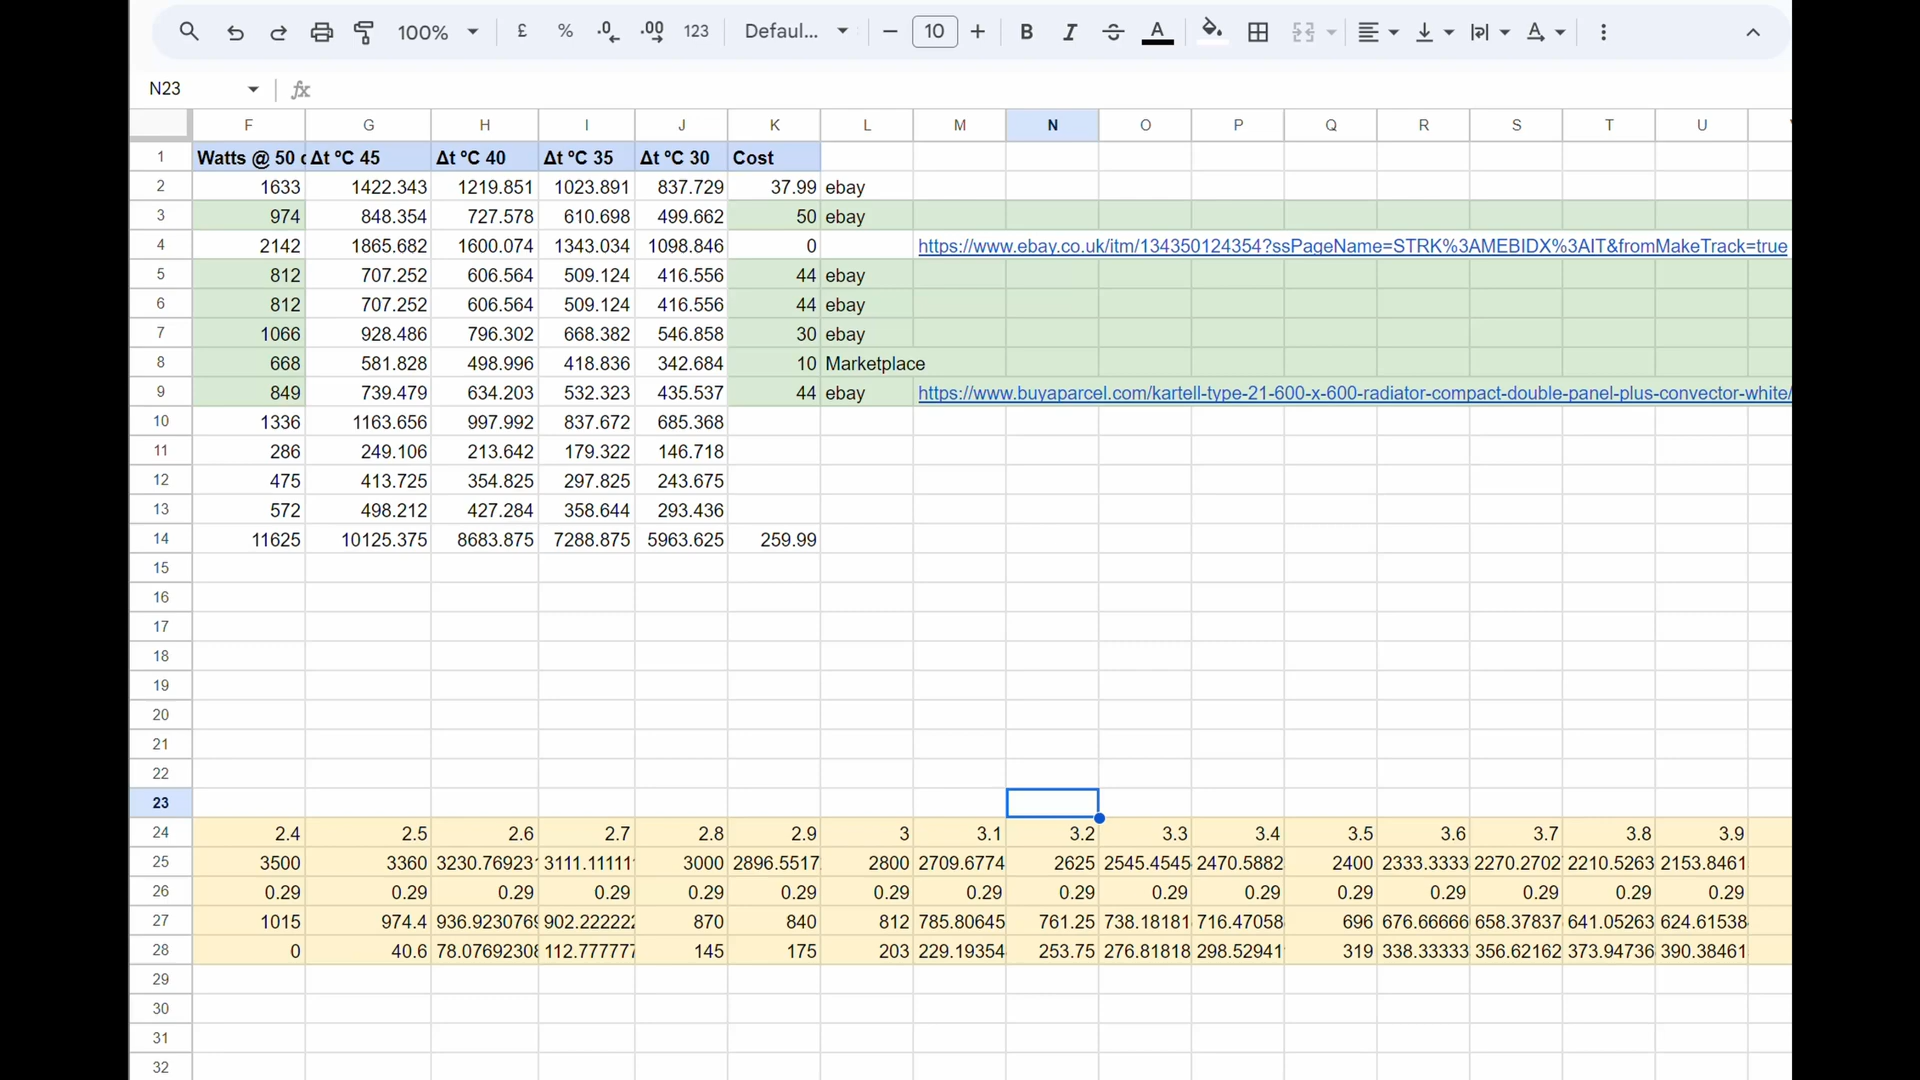 100% £ % .0 .00 123 Defaul... 10 B I A
N23 fx
F G H I J K L M N O P Q R S T U
1 Watts @ 50 Δt ºC 45 Δt ºC 40 Δt ºC 35 Δt ºC 30 Cost
2 1633 1422.343 1219.851 1023.891 837.729 37.99 ebay
3 974 848.354 727.578 610.698 499.662 50 ebay
4 2142 1865.682 1600.074 1343.034 1098.846 0 https://www.ebay.co.uk/itm/134350124354?ssPageName=STRK%3AMEBIDX%3AIT&fromMakeTrack=true
5 812 707.252 606.564 509.124 416.556 44 ebay
6 812 707.252 606.564 509.124 416.556 44 ebay
7 1066 928.486 796.302 668.382 546.858 30 ebay
8 668 581.828 498.996 418.836 342.684 10 Marketplace
9 849 739.479 634.203 532.323 435.537 44 ebay https://www.buyaparcel.com/kartell-type-21-600-x-600-radiator-compact-double-panel-plus-convector-white/
10 1336 1163.656 997.992 837.672 685.368
11 286 249.106 213.642 179.322 146.718
12 475 413.725 354.825 297.825 243.675
13 572 498.212 427.284 358.644 293.436
14 11625 10125.375 8683.875 7288.875 5963.625 259.99
15
16
17
18
19
20
21
22
23
24 2.4 2.5 2.6 2.7 2.8 2.9 3 3.1 3.2 3.3 3.4 3.5 3.6 3.7 3.8 3.9
25 3500 3360 3230.769231 3111.11111 3000 2896.5517 2800 2709.6774 2625 2545.4545 2470.5882 2400 2333.3333 2270.2702 2210.5263 2153.8461
26 0.29 0.29 0.29 0.29 0.29 0.29 0.29 0.29 0.29 0.29 0.29 0.29 0.29 0.29 0.29 0.29
27 1015 974.4 936.9230769 902.222222 870 840 812 785.80645 761.25 738.18181 716.47058 696 676.66666 658.37837 641.05263 624.61538
28 0 40.6 78.07692308 112.777777 145 175 203 229.19354 253.75 276.81818 298.52941 319 338.33333 356.62162 373.94736 390.38461
29
30
31
32